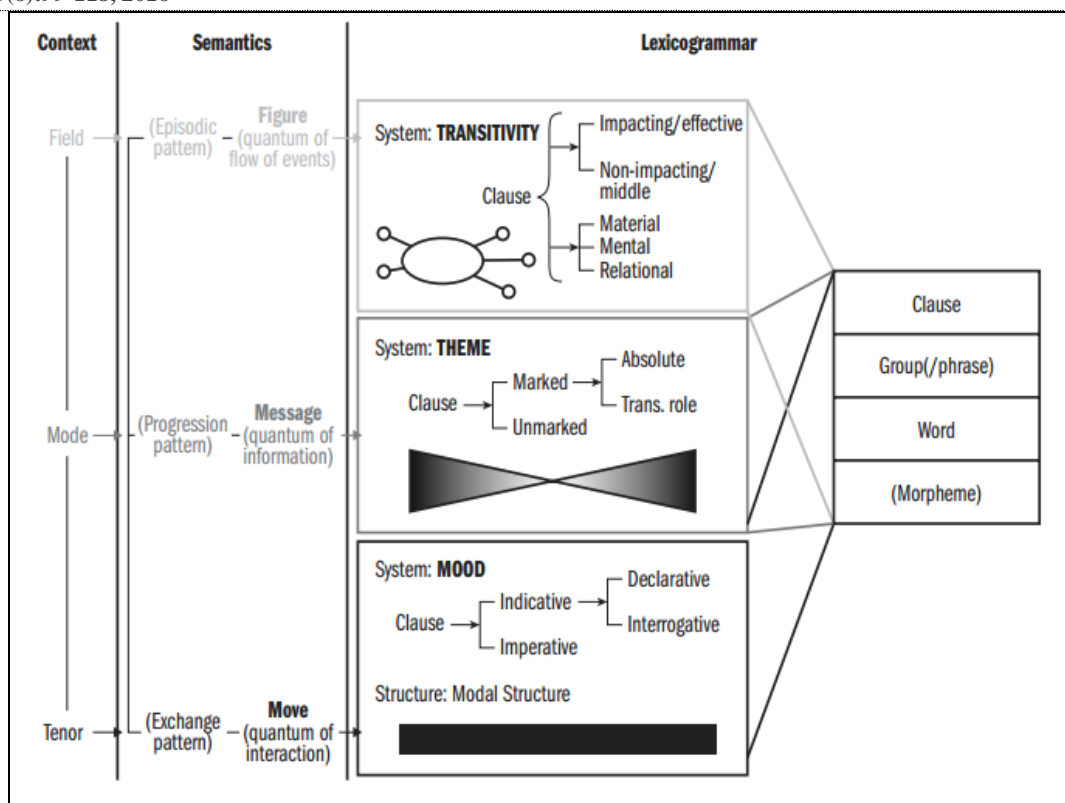 Context
Semantics
Lexicogrammar
Field
(Episodic
pattern)
Figure
(quantum of
flow of events)
System: TRANSITIVITY
Clause
Impacting/effective
Non-impacting/
middle
Material
Mental
Relational
Mode
(Progression
pattern)
Message
(quantum of
information)
System: THEME
Clause
Marked
Unmarked
Absolute
Trans. role
Tenor
(Exchange
pattern)
Move
(quantum of
interaction)
System: MOOD
Clause
Indicative
Imperative
Declarative
Interrogative
Structure: Modal Structure
Clause
Group(/phrase)
Word
(Morpheme)